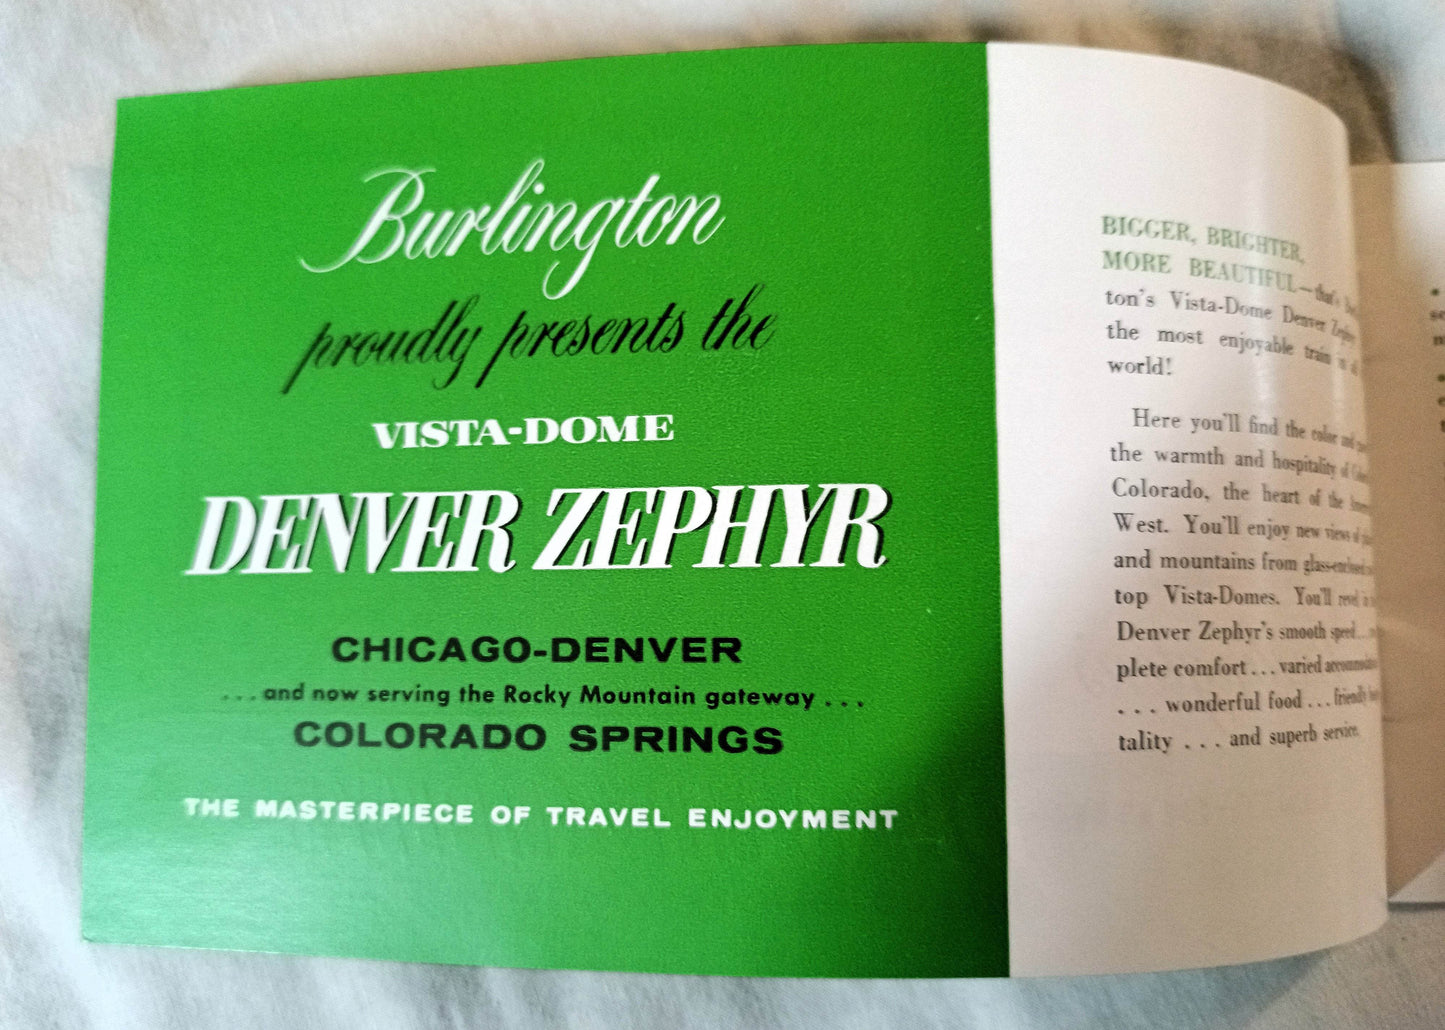 Burlington
proudly presents the
VISTA-DOME
DENVER ZEPHYR
CHICAGO-DENVER
...and now serving the Rocky Mountain gateway...
COLORADO SPRINGS
THE MASTERPIECE OF TRAVEL ENJOYMENT
BIGGER, BRIGHTER,
MORE BEAUTIFUL—that's
ton's Vista-Dome Denver Zephyr
the most enjoyable train in
world!
Here you'll find the color and
the warmth and hospitality of
Colorado, the heart of the
West. You'll enjoy new views of
and mountains from glass-enclosed
top Vista-Domes. You'll revel in
Denver Zephyr's smooth speed...
plete comfort...varied
...wonderful food...friendly
tality...and superb service.